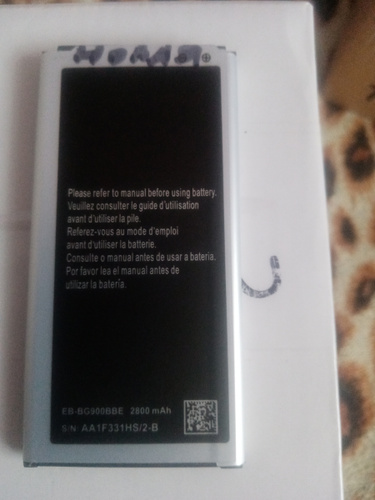 Please refer to manual before using battery.
Veuillez consulter le guide d'utilisation
avant d'utiliser la pile.
Referez-vous au mode d'emploi
avant d'utiliser la batterie.
Consulte o manual antes de usar a bateria.
Por favor lea el manual antes de
utilizar la batería.
EB-BG900BBE 2800 mAh
S/N: AA1F331HS/2-B